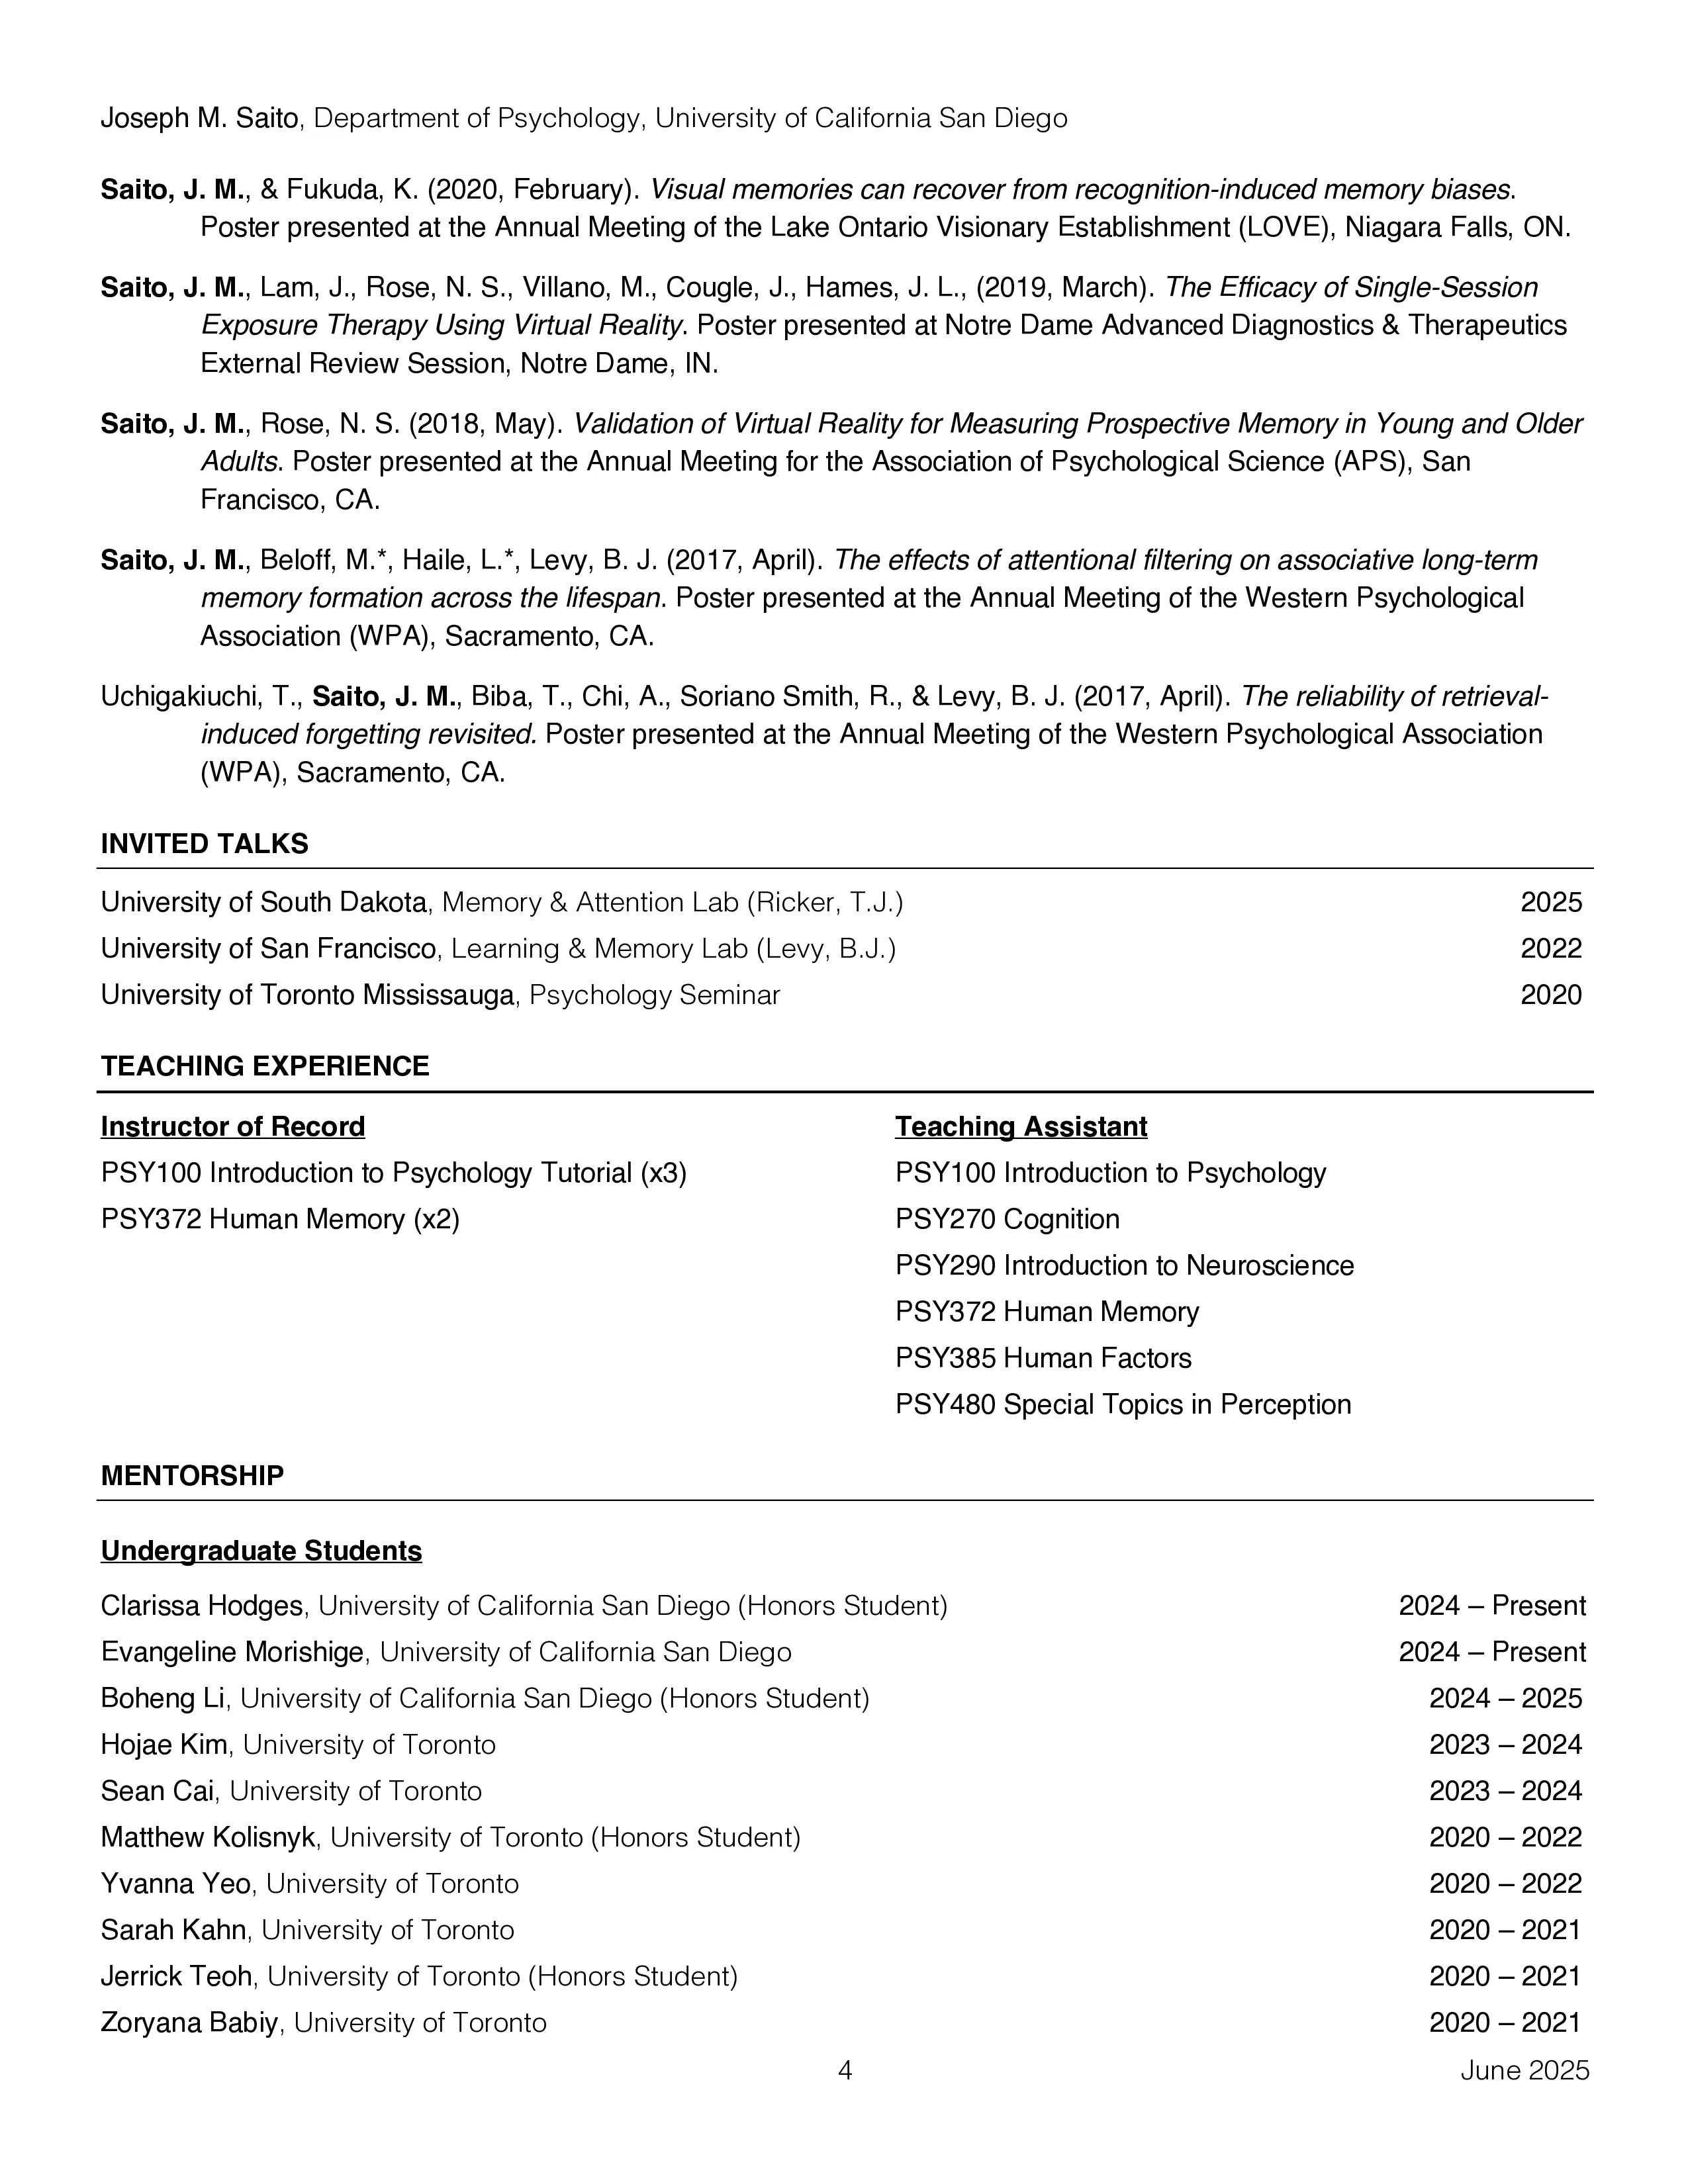 Joseph M. Saito, Department of Psychology, University of California San Diego
Saito, J. M., & Fukuda, K. (2020, February). Visual memories can recover from recognition-induced memory biases.
Poster presented at the Annual Meeting of the Lake Ontario Visionary Establishment (LOVE), Niagara Falls, ON.
Saito, J. M., Lam, J., Rose, N. S., Villano, M., Cougle, J., Hames, J. L., (2019, March). The Efficacy of Single-Session
Exposure Therapy Using Virtual Reality. Poster presented at Notre Dame Advanced Diagnostics & Therapeutics
External Review Session, Notre Dame, IN.
Saito, J. M., Rose, N. S. (2018, May). Validation of Virtual Reality for Measuring Prospective Memory in Young and Older
Adults. Poster presented at the Annual Meeting for the Association of Psychological Science (APS), San
Francisco, CA.
Saito, J. M., Beloff, M.*, Haile, L.*, Levy, B. J. (2017, April). The effects of attentional filtering on associative long-term
memory formation across the lifespan. Poster presented at the Annual Meeting of the Western Psychological
Association (WPA), Sacramento, CA.
Uchigakiuchi, T., Saito, J. M., Biba, T., Chi, A., Soriano Smith, R., & Levy, B. J. (2017, April). The reliability of retrieval-
induced forgetting revisited. Poster presented at the Annual Meeting of the Western Psychological Association
(WPA), Sacramento, CA.
INVITED TALKS
University of South Dakota, Memory & Attention Lab (Ricker, T.J.) 2025
University of San Francisco, Learning & Memory Lab (Levy, B.J.) 2022
University of Toronto Mississauga, Psychology Seminar 2020
TEACHING EXPERIENCE
Instructor of Record
PSY100 Introduction to Psychology Tutorial (x3)
PSY372 Human Memory (x2)
Teaching Assistant
PSY100 Introduction to Psychology
PSY270 Cognition
PSY290 Introduction to Neuroscience
PSY372 Human Memory
PSY385 Human Factors
PSY480 Special Topics in Perception
MENTORSHIP
Undergraduate Students
Clarissa Hodges, University of California San Diego (Honors Student) 2024 – Present
Evangeline Morishige, University of California San Diego 2024 – Present
Boheng Li, University of California San Diego (Honors Student) 2024 – 2025
Hojae Kim, University of Toronto 2023 – 2024
Sean Cai, University of Toronto 2023 – 2024
Matthew Kolisnyk, University of Toronto (Honors Student) 2020 – 2022
Yvanna Yeo, University of Toronto 2020 – 2022
Sarah Kahn, University of Toronto 2020 – 2021
Jerrick Teoh, University of Toronto (Honors Student) 2020 – 2021
Zoryana Babiy, University of Toronto 2020 – 2021
4 June 2025